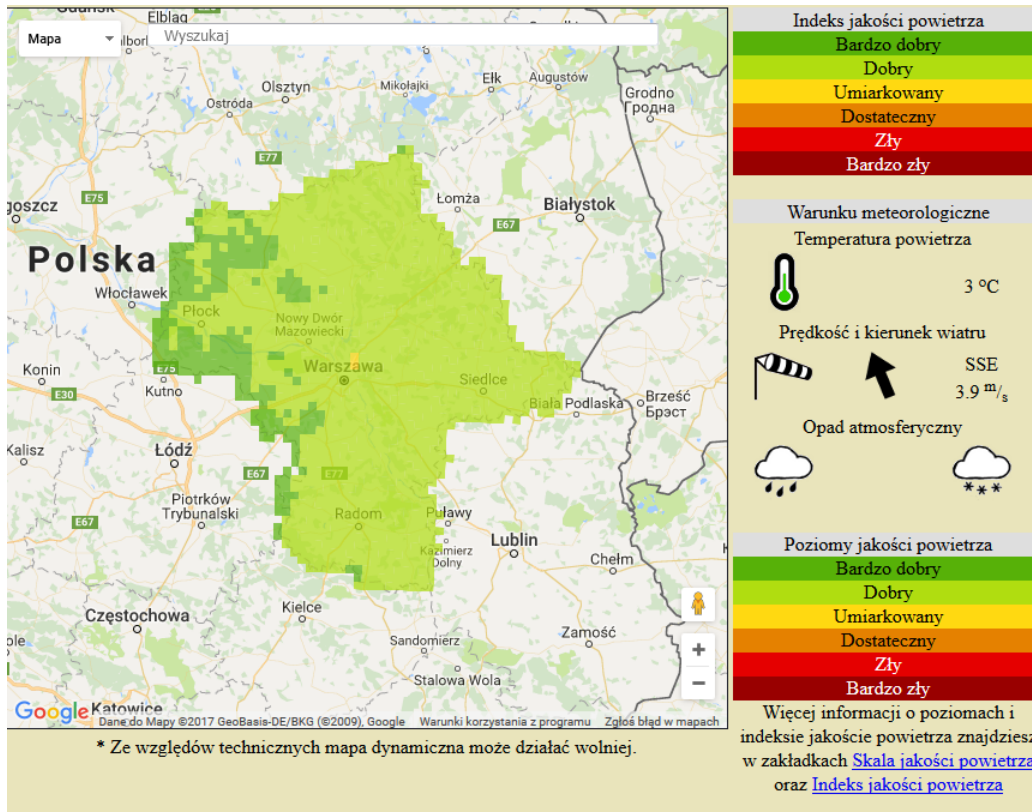 Gdańsk
Elbląg
Mapa
Wyszukaj
Malbork
Olsztyn
Mikołajki
Ełk
Augustów
Ostróda
Grodno
Гродна
E77
E75
Łomża
Białystok
E67
Polska
Włocławek
Płock
Nowy Dwór
Mazowiecki
Warszawa
E75
Konin
Kutno
E30
Siedlce
Biała Podlaska
Brześć
Брэст
Kalisz
Łódź
E67
E77
Piotrków
Trybunalski
E67
Radom
Puławy
Kazimierz
Dolny
Lublin
Chełm
Częstochowa
Kielce
Sandomierz
Zamość
Stalowa Wola
+
−
Google
Katowice
Dane do Mapy ©2017 GeoBasis-DE/BKG (©2009), Google
Warunki korzystania z programu
Zgłoś błąd w mapach
* Ze względów technicznych mapa dynamiczna może działać wolniej.
Indeks jakości powietrza
Bardzo dobry
Dobry
Umiarkowany
Dostateczny
Zły
Bardzo zły
Warunku meteorologiczne
Temperatura powietrza
3 °C
Prędkość i kierunek wiatru
SSE
3.9 m/s
Opad atmosferyczny
Poziomy jakości powietrza
Bardzo dobry
Dobry
Umiarkowany
Dostateczny
Zły
Bardzo zły
Więcej informacji o poziomach i
indeksie jakoście powietrza znajdziesz
w zakładkach Skala jakości powietrza
oraz Indeks jakości powietrza